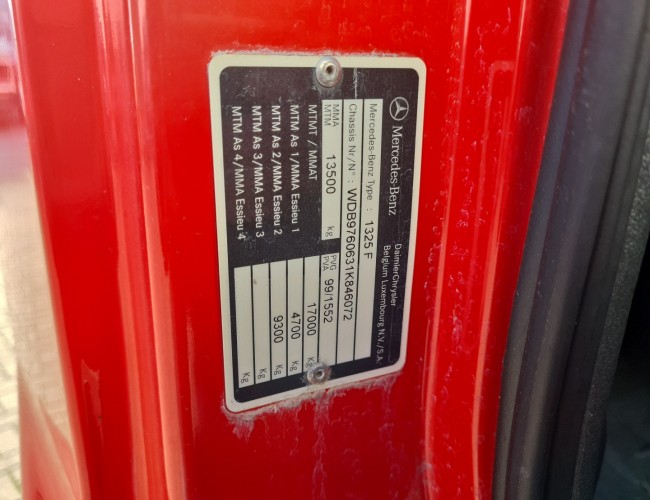 Mercedes-Benz
DaimlerChrysler
Belgium Luxembourg N.V./S.A.
Mercedes-Benz Type : 1325 F
Chassis Nr/N° : WDB9760631K846072
MMA
MTM 13500 kg PVG
PVA 99/1552
MTMT / MMAT 17000 Kg
MTM As 1/MMA Essieu 1 4700 Kg
MTM As 2/MMA Essieu 2 9300 Kg
MTM As 3/MMA Essieu 3 Kg
MTM As 4/MMA Essieu 4 Kg